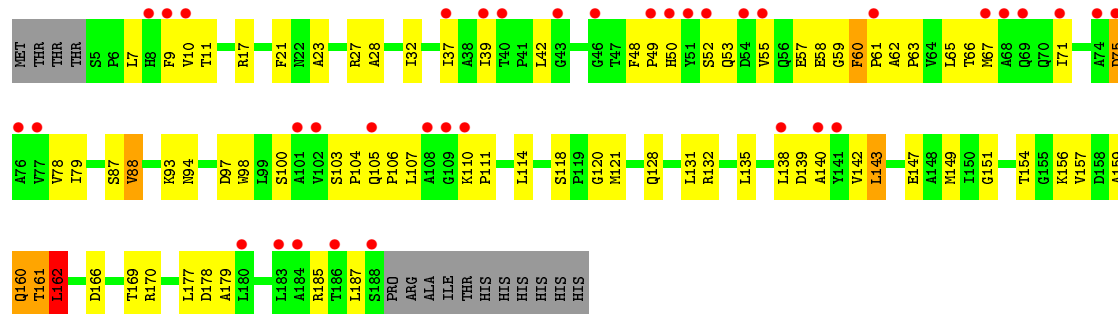 MET THR THR THR S5 P6 L7 H8 F9 V10 T11 R17 F21 N22 A23 R27 A28 I32 I37 A38 I39 T40 P41 L42 G43 G46 T47 F48 P49 H50 Y51 S52 Q53 D54 V55 Q56 E57 E58 G59 F60 P61 A62 P63 V64 L65 T66 M67 A68 Q69 Q70 I71 A74 D75
A76 V77 V78 I79 S87 V88 K93 N94 D97 W98 L99 S100 A101 V102 S103 P104 Q105 P106 L107 A108 G109 K110 P111 L114 S118 P119 G120 M121 Q128 L131 R132 L135 L138 D139 A140 Y141 V142 L143 E147 A148 M149 I150 G151 T154 G155 K156 V157 D158 A159
Q160 T161 L162 D166 T169 R170 L177 D178 A179 L180 L183 A184 R185 T186 L187 S188 PRO ARG ALA ILE THR HIS HIS HIS HIS HIS HIS